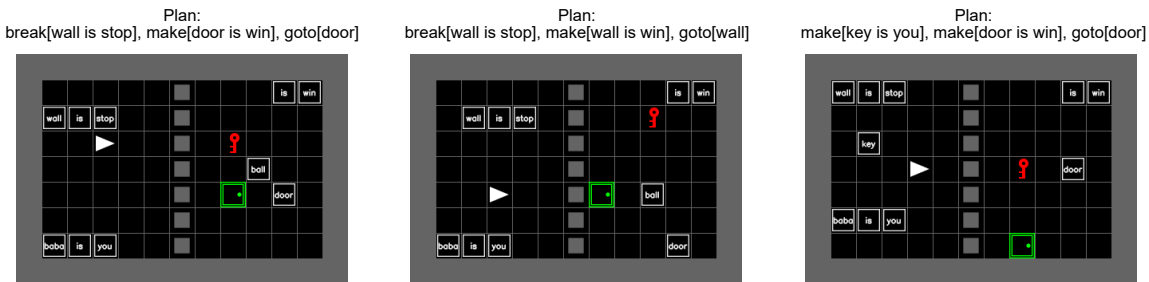 Plan:
break[wall is stop], make[door is win], goto[door]
is win
wall is stop
ball
door
baba is you
Plan:
break[wall is stop], make[wall is win], goto[wall]
is win
wall is stop
ball
baba is you
door
Plan:
make[key is you], make[door is win], goto[door]
wall is stop
is win
key
door
baba is you